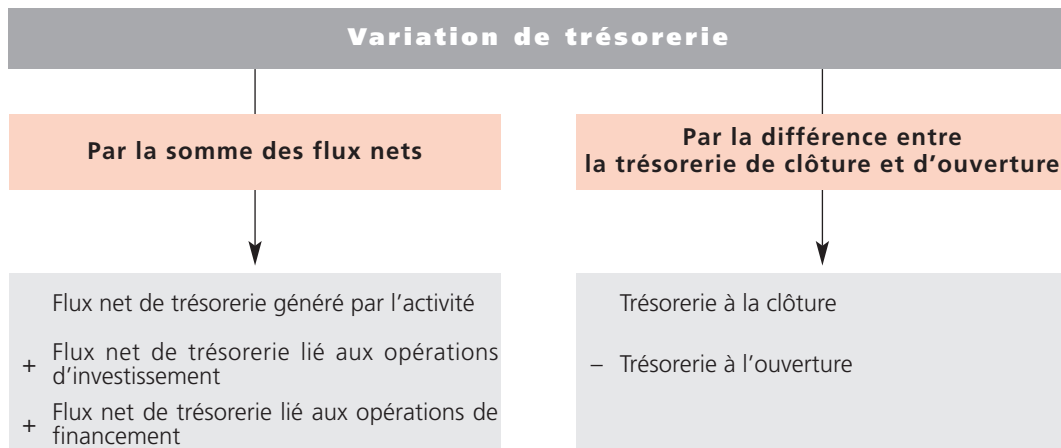 Variation de trésorerie
Par la somme des flux nets
Par la différence entre
la trésorerie de clôture et d’ouverture
Flux net de trésorerie généré par l’activité
+ Flux net de trésorerie lié aux opérations
d’investissement
+ Flux net de trésorerie lié aux opérations de
financement
Trésorerie à la clôture
– Trésorerie à l’ouverture